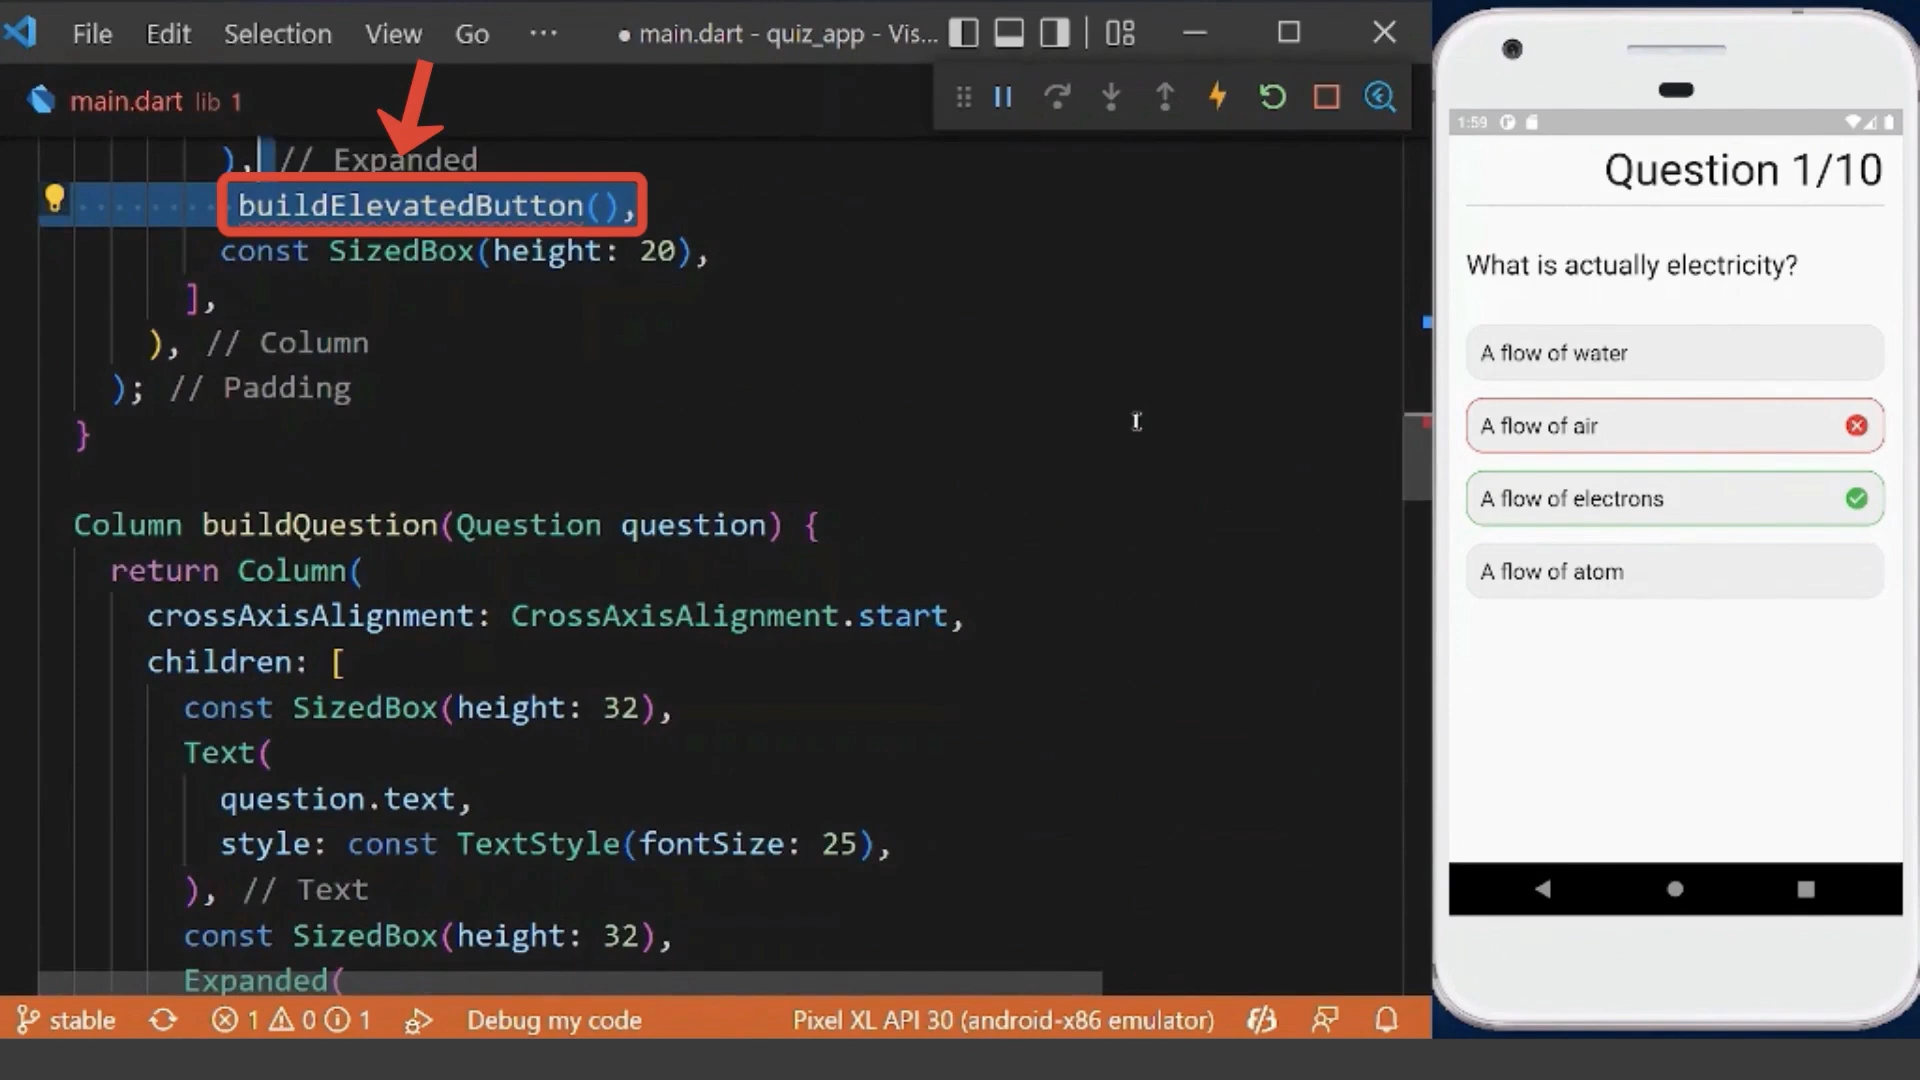 File Edit Selection View Go ··· ● main.dart - quiz_app - Vis...
main.dart lib 1
), // Expanded
buildElevatedButton(),
const SizedBox(height: 20),
],
), // Column
); // Padding
}
Column buildQuestion(Question question) {
return Column(
crossAxisAlignment: CrossAxisAlignment.start,
children: [
const SizedBox(height: 32),
Text(
question.text,
style: const TextStyle(fontSize: 25),
), // Text
const SizedBox(height: 32),
Expanded(
stable 1 0 1 Debug my code Pixel XL API 30 (android-x86 emulator)
1:59
Question 1/10
What is actually electricity?
A flow of water
A flow of air
A flow of electrons
A flow of atom